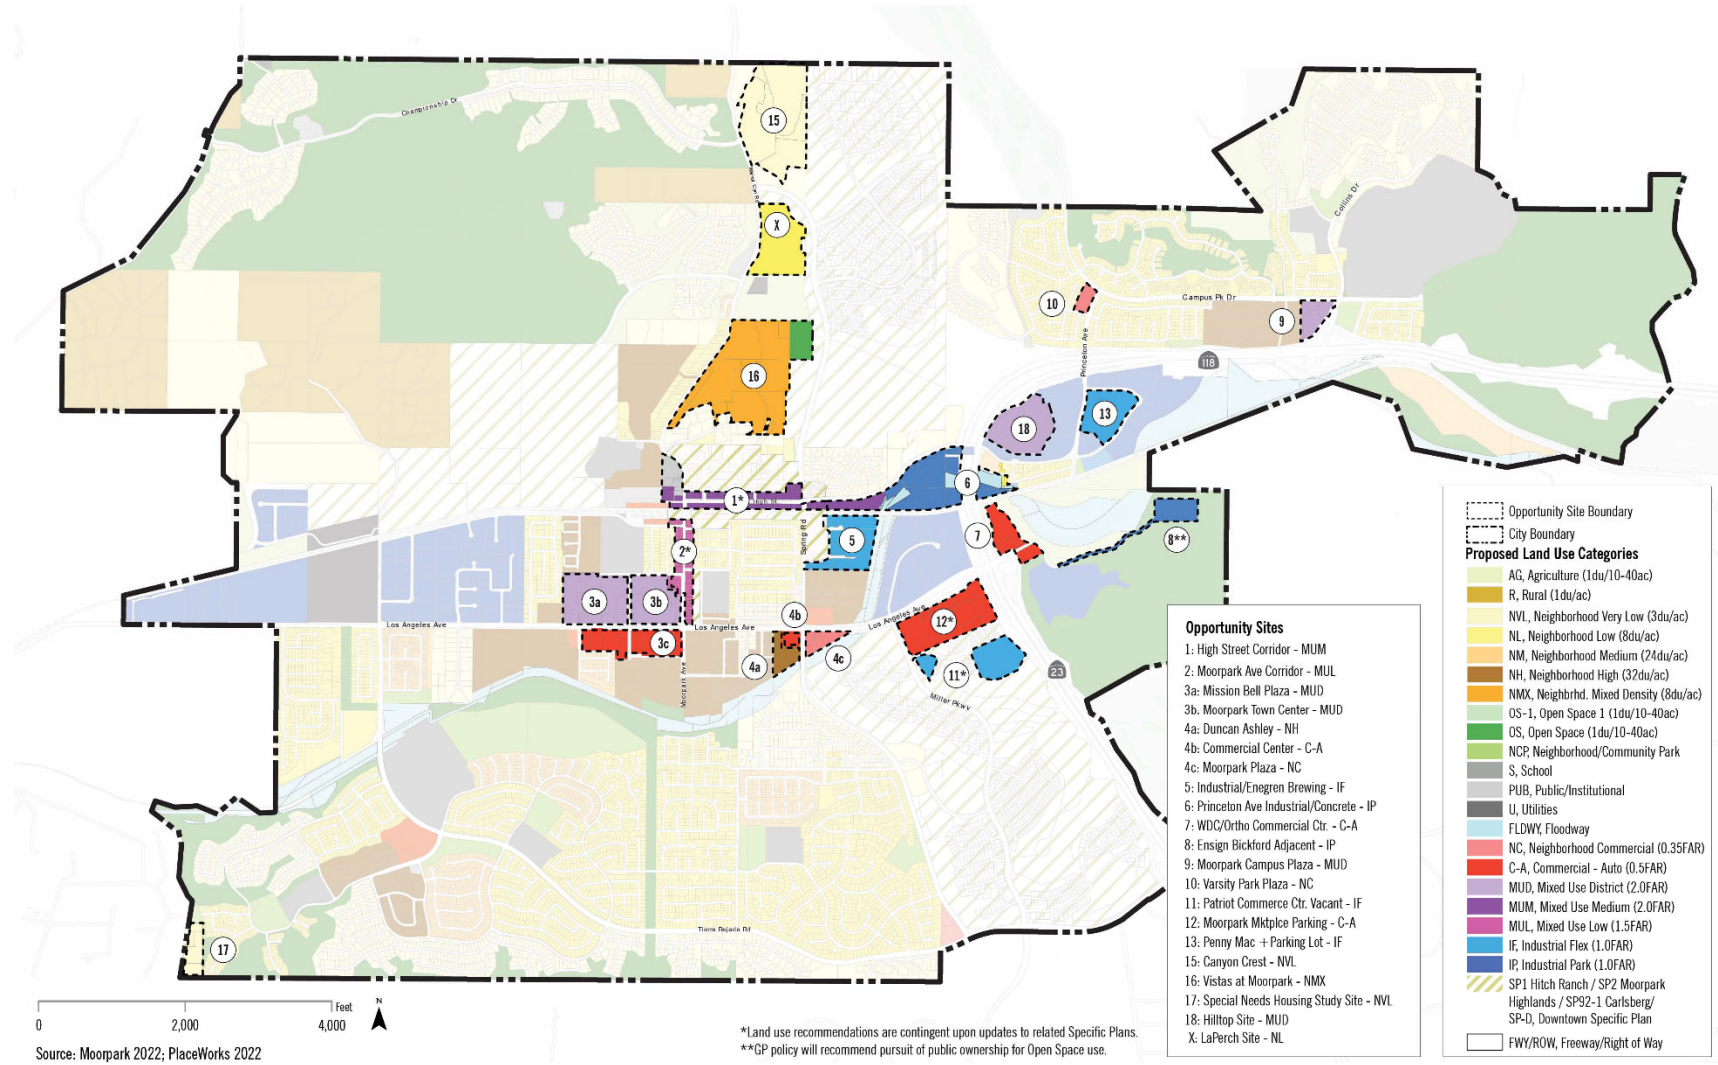 Championship Dr
15
Walnut Cyn Rd
X
Collins Dr
10
Campus Pk Dr
9
Princeton Ave
118
16
13
18
6
1*
High St
7
8**
5
Spring Rd
2*
3a
3b
4b
Los Angeles Ave
Los Angeles Ave
Los Angeles Ave
12*
3c
4a
4c
11*
23
Moorpark Ave
Miller Pkwy
Tierra Rejada Rd
17
Opportunity Sites
1: High Street Corridor - MUM
2: Moorpark Ave Corridor - MUL
3a: Mission Bell Plaza - MUD
3b: Moorpark Town Center - MUD
4a: Duncan Ashley - NH
4b: Commercial Center - C-A
4c: Moorpark Plaza - NC
5: Industrial/Enegren Brewing - IF
6: Princeton Ave Industrial/Concrete - IP
7: WDC/Ortho Commercial Ctr. - C-A
8: Ensign Bickford Adjacent - IP
9: Moorpark Campus Plaza - MUD
10: Varsity Park Plaza - NC
11: Patriot Commerce Ctr. Vacant - IF
12: Moorpark Mktplce Parking - C-A
13: Penny Mac + Parking Lot - IF
15: Canyon Crest - NVL
16: Vistas at Moorpark - NMX
17: Special Needs Housing Study Site - NVL
18: Hilltop Site - MUD
X: LaPerch Site - NL
Opportunity Site Boundary
City Boundary
Proposed Land Use Categories
AG, Agriculture (1du/10-40ac)
R, Rural (1du/ac)
NVL, Neighborhood Very Low (3du/ac)
NL, Neighborhood Low (8du/ac)
NM, Neighborhood Medium (24du/ac)
NH, Neighborhood High (32du/ac)
NMX, Neighbrhd. Mixed Density (8du/ac)
OS-1, Open Space 1 (1du/10-40ac)
OS, Open Space (1du/10-40ac)
NCP, Neighborhood/Community Park
S, School
PUB, Public/Institutional
U, Utilities
FLDWY, Floodway
NC, Neighborhood Commercial (0.35FAR)
C-A, Commercial - Auto (0.5FAR)
MUD, Mixed Use District (2.0FAR)
MUM, Mixed Use Medium (2.0FAR)
MUL, Mixed Use Low (1.5FAR)
IF, Industrial Flex (1.0FAR)
IP, Industrial Park (1.0FAR)
SP1 Hitch Ranch / SP2 Moorpark
Highlands / SP92-1 Carlsberg/
SP-D, Downtown Specific Plan
FWY/ROW, Freeway/Right of Way
0 2,000 4,000
Feet
N
*Land use recommendations are contingent upon updates to related Specific Plans.
**GP policy will recommend pursuit of public ownership for Open Space use.
Source: Moorpark 2022; PlaceWorks 2022